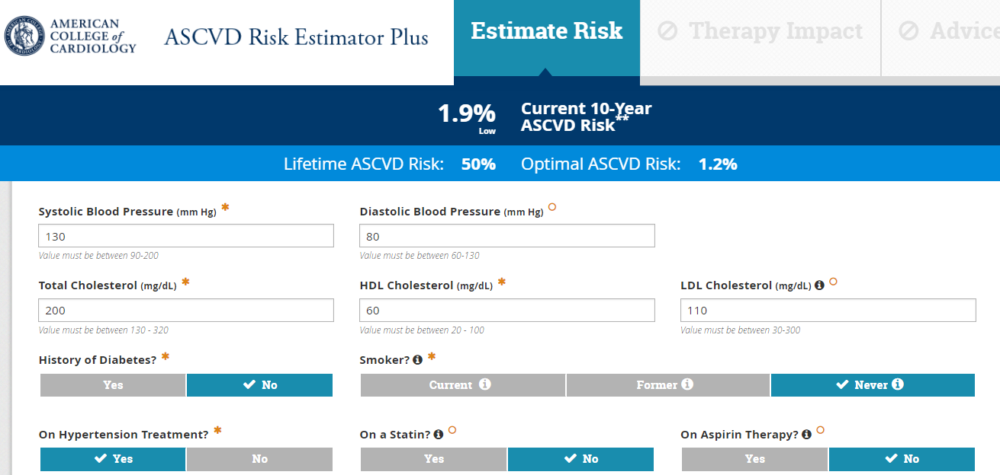 AMERICAN
COLLEGE of
CARDIOLOGY
ASCVD Risk Estimator Plus
Estimate Risk
Therapy Impact
Advice
1.9%
Low
Current 10-Year
ASCVD Risk**
Lifetime ASCVD Risk: 50% Optimal ASCVD Risk: 1.2%
Systolic Blood Pressure (mm Hg) * Diastolic Blood Pressure (mm Hg)
130 80
Value must be between 90-200 Value must be between 60-130
Total Cholesterol (mg/dL) * HDL Cholesterol (mg/dL) * LDL Cholesterol (mg/dL)
200 60 110
Value must be between 130 - 320 Value must be between 20 - 100 Value must be between 30-300
History of Diabetes? * Smoker? *
Yes No Current Former Never
On Hypertension Treatment? * On a Statin? On Aspirin Therapy?
Yes No Yes No Yes No